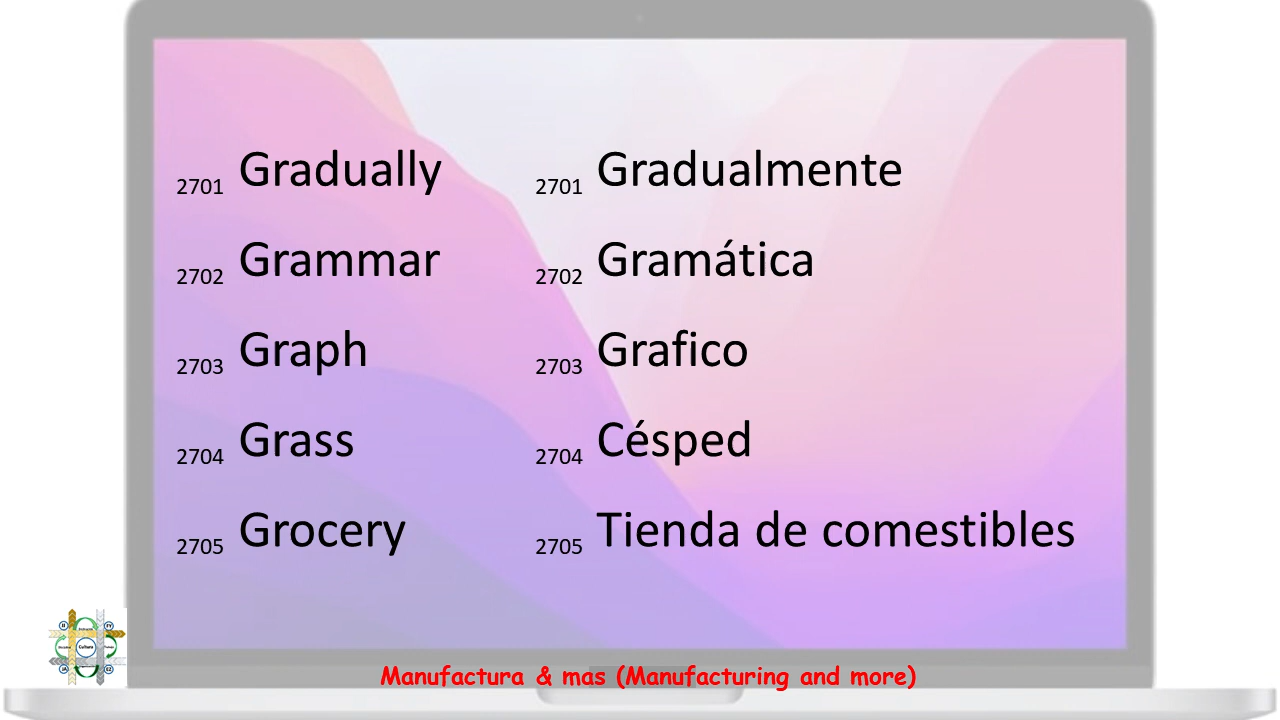 2701 Gradually 2701 Gradualmente
2702 Grammar 2702 Gramática
2703 Graph 2703 Grafico
2704 Grass 2704 Césped
2705 Grocery 2705 Tienda de comestibles
Cultura
Manufactura & mas (Manufacturing and more)